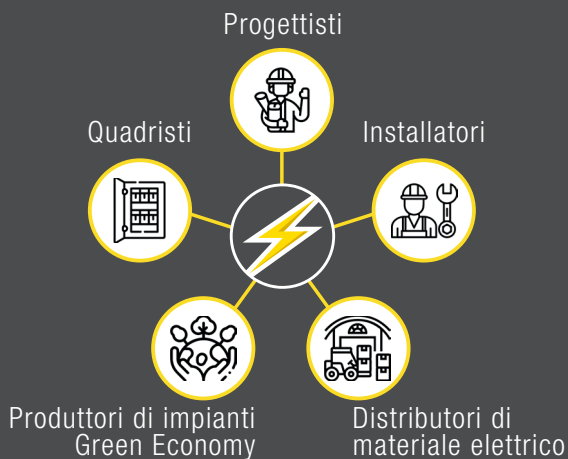 Progettisti
Quadristi
Installatori
Produttori di impianti
Green Economy
Distributori di
materiale elettrico